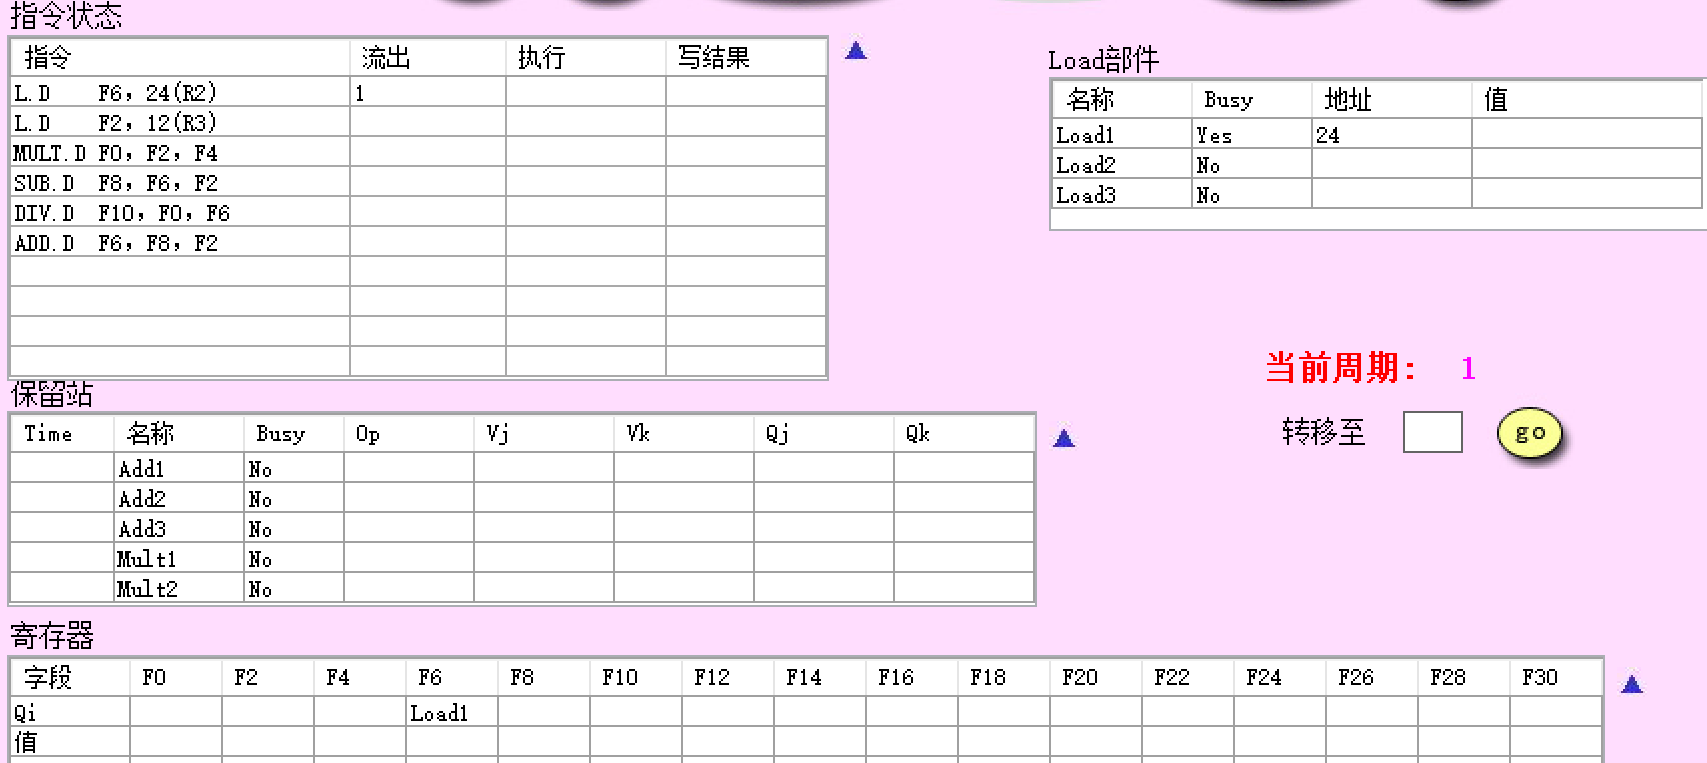 指令状态
指令 流出 执行 写结果
L.D F6, 24(R2) 1
L.D F2, 12(R3)
MULT.D F0, F2, F4
SUB.D F8, F6, F2
DIV.D F10, F0, F6
ADD.D F6, F8, F2
Load部件
名称 Busy 地址 值
Load1 Yes 24
Load2 No
Load3 No
当前周期: 1
转移至 go
保留站
Time 名称 Busy Op Vj Vk Qj Qk
Add1 No
Add2 No
Add3 No
Mult1 No
Mult2 No
寄存器
字段 F0 F2 F4 F6 F8 F10 F12 F14 F16 F18 F20 F22 F24 F26 F28 F30
Qi Load1
值